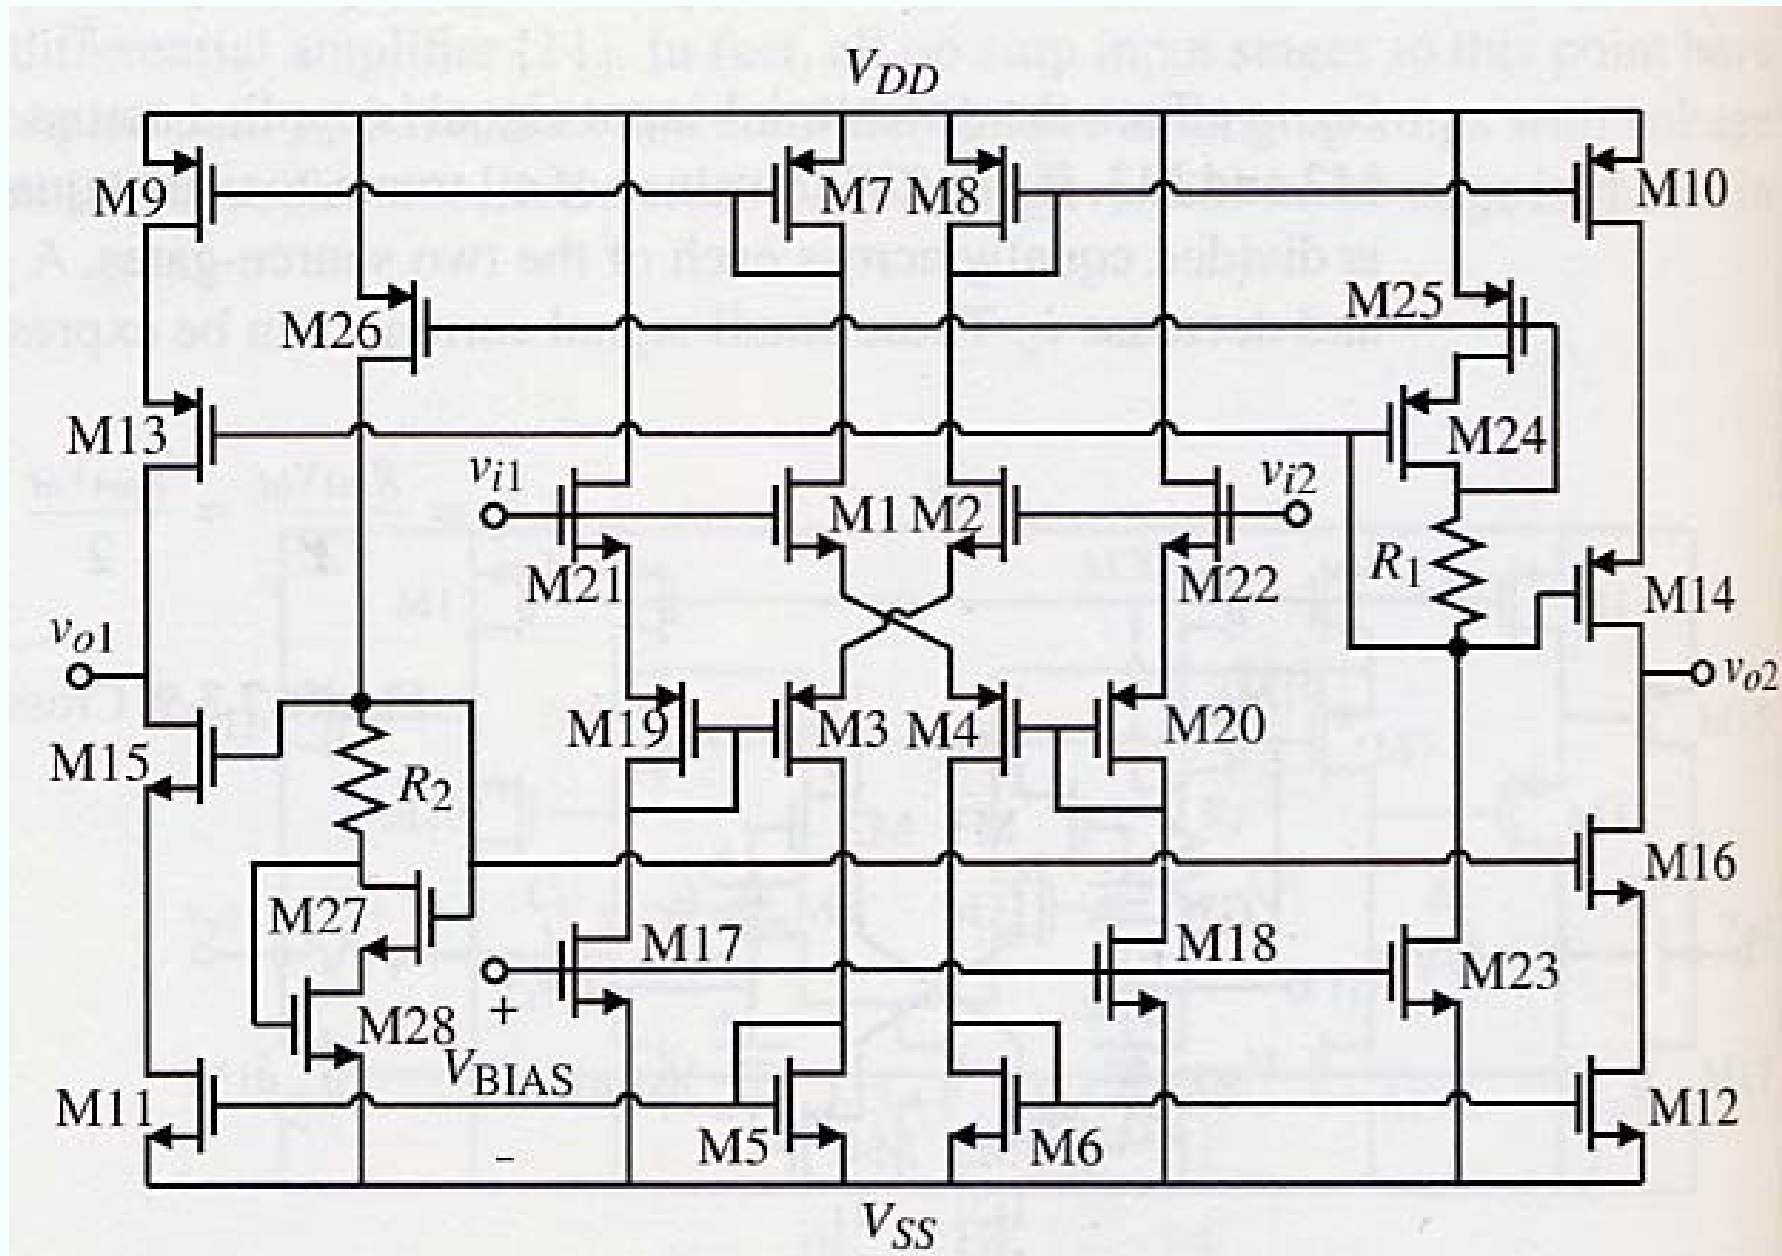 V_DD
M9
M7 M8
M10
M26
M25
M13
M24
v_i1
v_i2
M1 M2
M21
M22
R_1
M14
v_o1
v_o2
M19
M3 M4
M20
M15
R_2
M16
M27
M17
M18
M23
+
M28
V_BIAS
M11
M5
M6
M12
–
V_SS